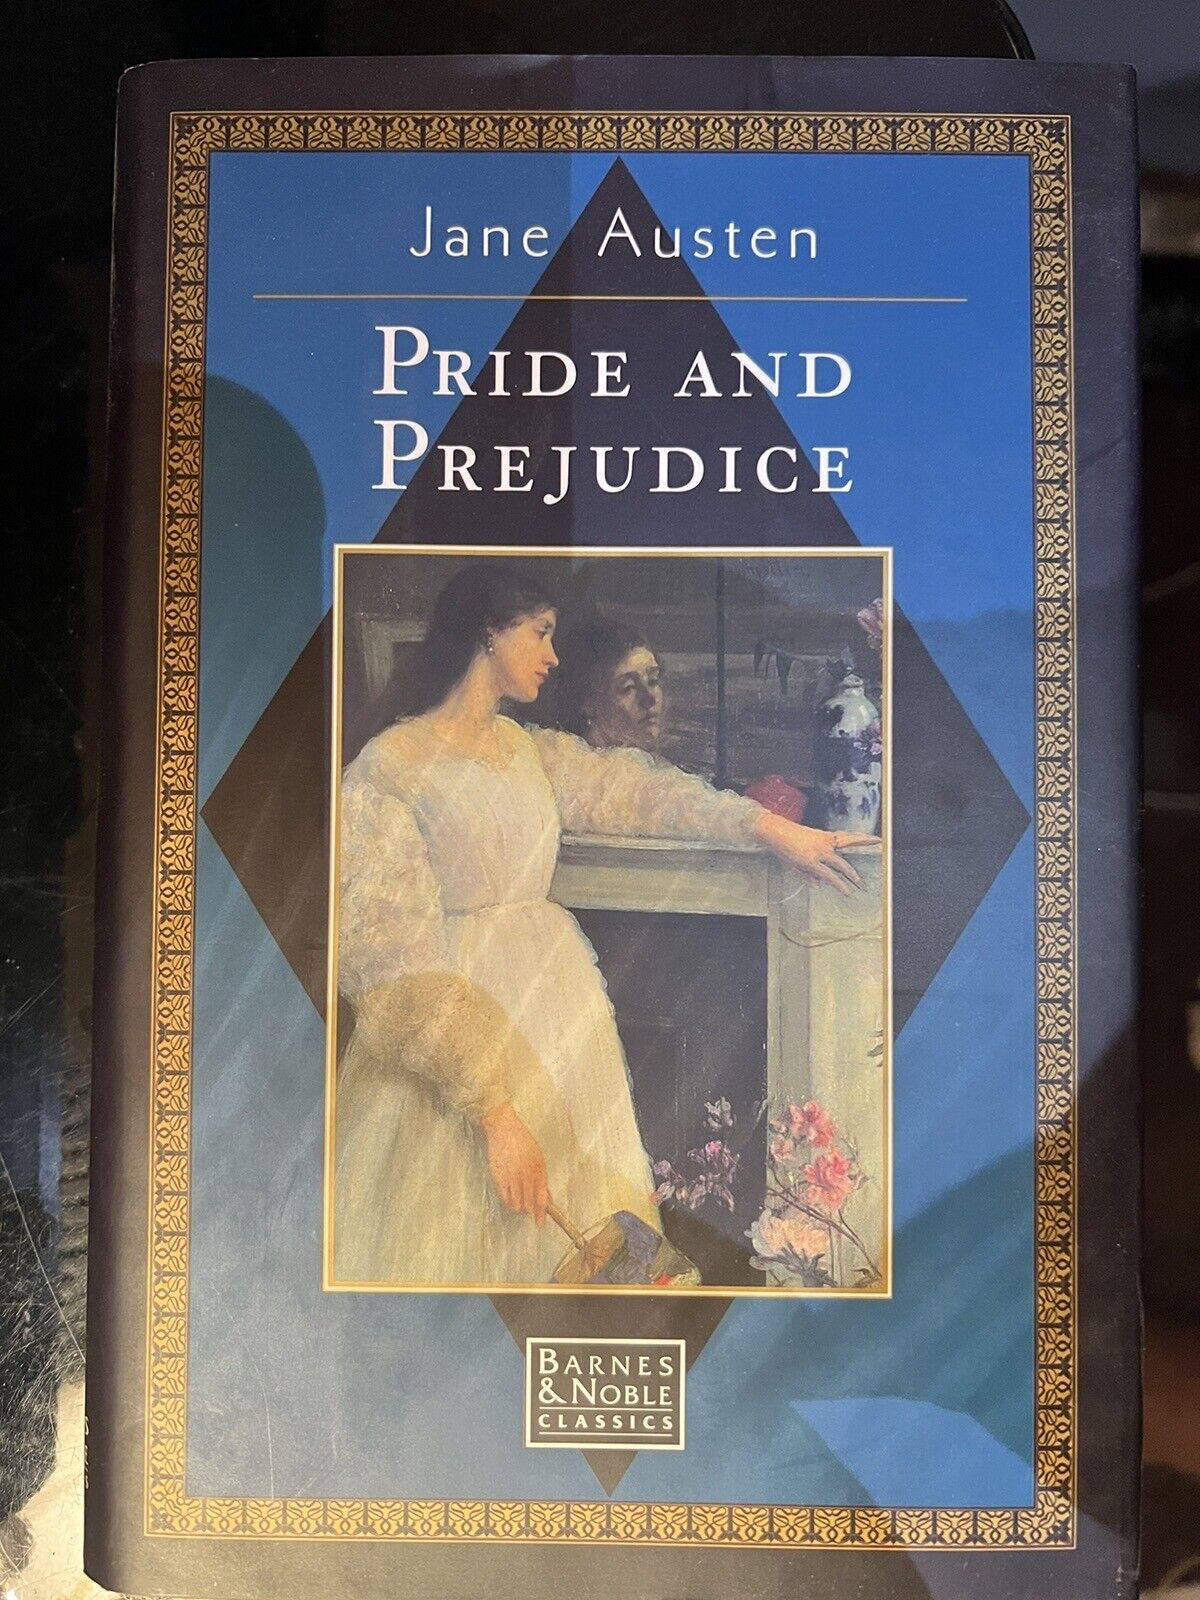 Jane Austen
PRIDE AND
PREJUDICE
BARNES
& NOBLE
CLASSICS